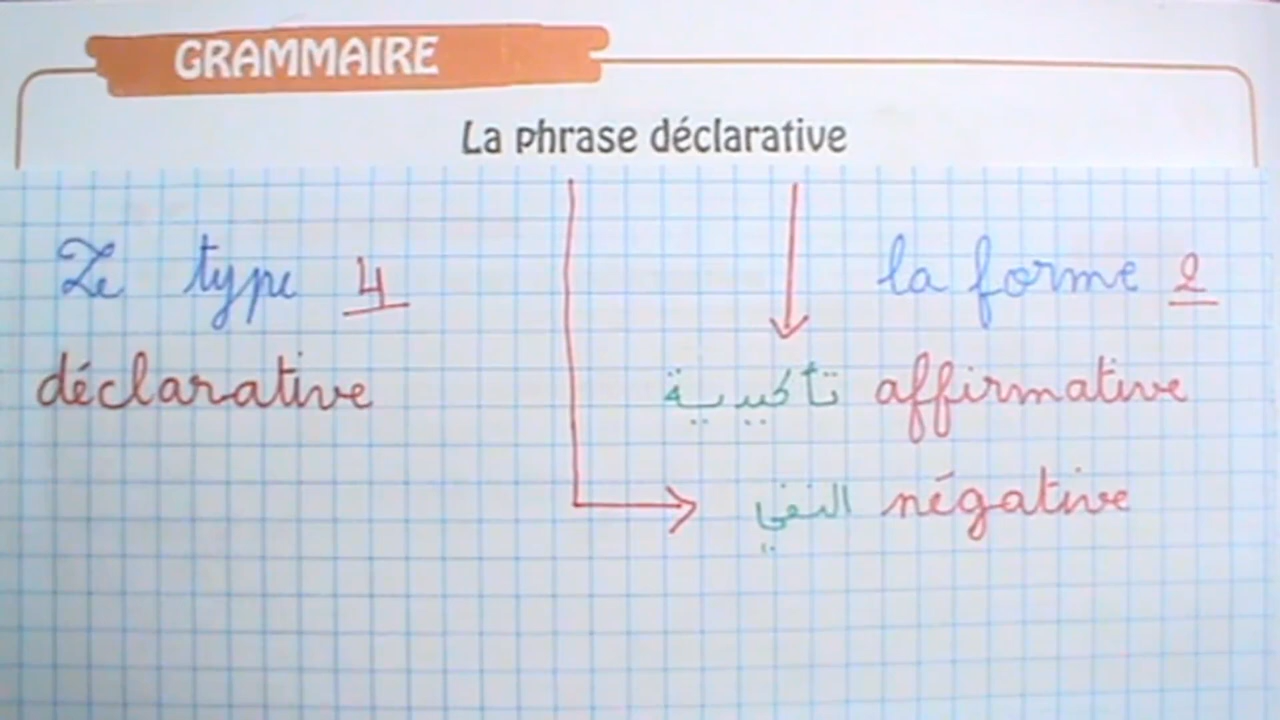 GRAMMAIRE
La phrase déclarative
Le type 4 la forme 2
déclarative تأكيدية affirmative
النفي négative